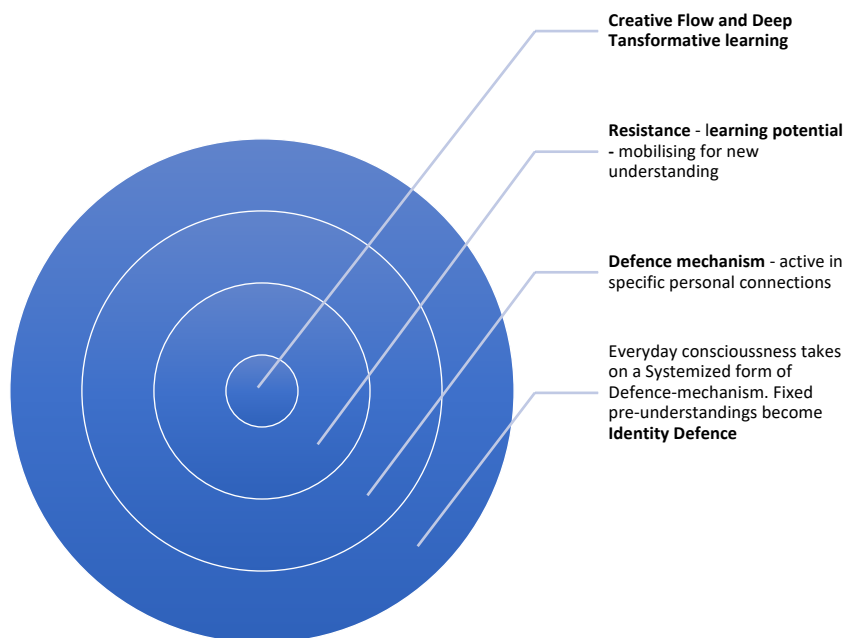 Creative Flow and Deep
Tansformative learning
Resistance - learning potential
- mobilising for new
understanding
Defence mechanism - active in
specific personal connections
Everyday conscioussness takes
on a Systemized form of
Defence-mechanism. Fixed
pre-understandings become
Identity Defence